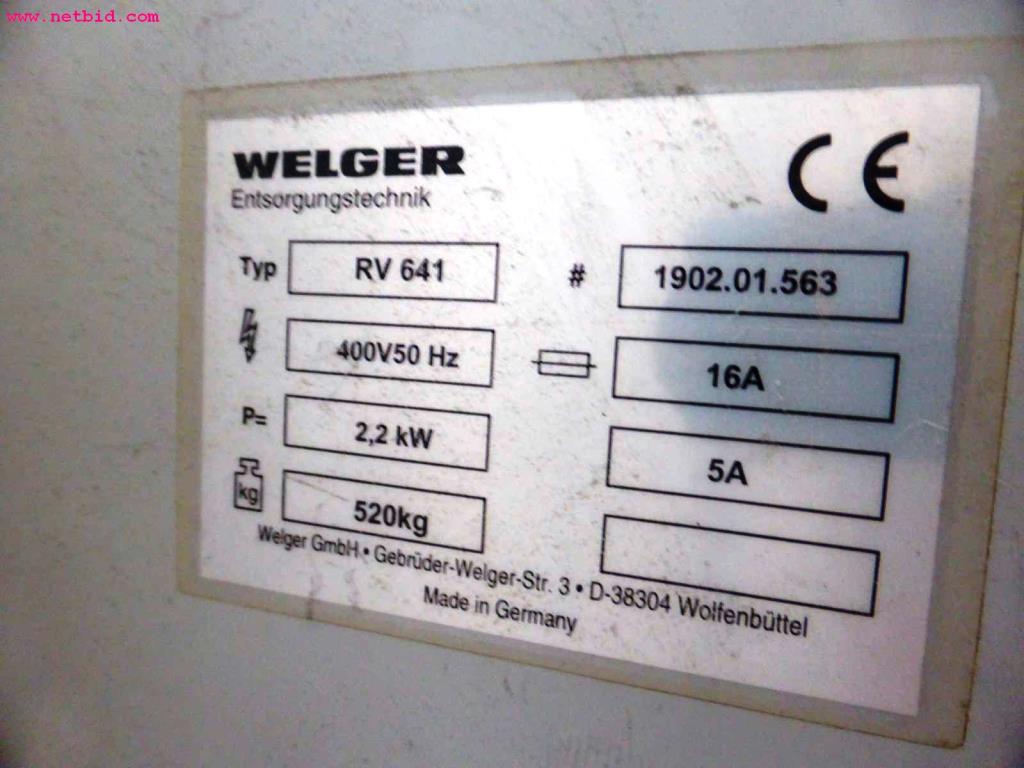 www.netbid.com
WELGER
Entsorgungstechnik
Typ RV 641 # 1902.01.563
400V50 Hz 16A
P= 2,2 kW 5A
kg 520kg
Welger GmbH • Gebrüder-Welger-Str. 3 • D-38304 Wolfenbüttel
Made in Germany
CE